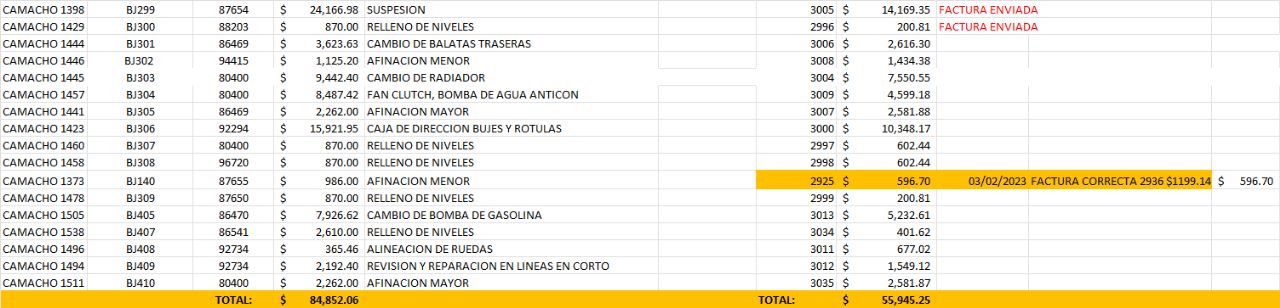 CAMACHO 1398 BJ299 87654 $ 24,166.98 SUSPESION 3005 $ 14,169.35 FACTURA ENVIADA
CAMACHO 1429 BJ300 88203 $ 870.00 RELLENO DE NIVELES 2996 $ 200.81 FACTURA ENVIADA
CAMACHO 1444 BJ301 86469 $ 3,623.63 CAMBIO DE BALATAS TRASERAS 3006 $ 2,616.30
CAMACHO 1446 BJ302 94415 $ 1,125.20 AFINACION MENOR 3008 $ 1,434.38
CAMACHO 1445 BJ303 80400 $ 9,442.40 CAMBIO DE RADIADOR 3004 $ 7,550.55
CAMACHO 1457 BJ304 80400 $ 8,487.42 FAN CLUTCH, BOMBA DE AGUA ANTICON 3009 $ 4,599.18
CAMACHO 1441 BJ305 86469 $ 2,262.00 AFINACION MAYOR 3007 $ 2,581.88
CAMACHO 1423 BJ306 92294 $ 15,921.95 CAJA DE DIRECCION BUJES Y ROTULAS 3000 $ 10,348.17
CAMACHO 1460 BJ307 80400 $ 870.00 RELLENO DE NIVELES 2997 $ 602.44
CAMACHO 1458 BJ308 96720 $ 870.00 RELLENO DE NIVELES 2998 $ 602.44
CAMACHO 1373 BJ140 87655 $ 986.00 AFINACION MENOR 2925 $ 596.70 03/02/2023 FACTURA CORRECTA 2936 $1199.14 $ 596.70
CAMACHO 1478 BJ309 87650 $ 870.00 RELLENO DE NIVELES 2999 $ 200.81
CAMACHO 1505 BJ405 86470 $ 7,926.62 CAMBIO DE BOMBA DE GASOLINA 3013 $ 5,232.61
CAMACHO 1538 BJ407 86541 $ 2,610.00 RELLENO DE NIVELES 3034 $ 401.62
CAMACHO 1496 BJ408 92734 $ 365.46 ALINEACION DE RUEDAS 3011 $ 677.02
CAMACHO 1494 BJ409 92734 $ 2,192.40 REVISION Y REPARACION EN LINEAS EN CORTO 3012 $ 1,549.12
CAMACHO 1511 BJ410 80400 $ 2,262.00 AFINACION MAYOR 3035 $ 2,581.87
TOTAL: $ 84,852.06 TOTAL: $ 55,945.25